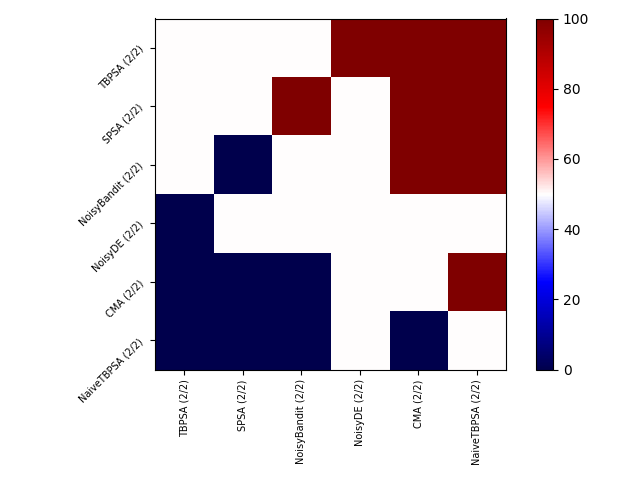 TBPSA (2/2)
SPSA (2/2)
NoisyBandit (2/2)
NoisyDE (2/2)
CMA (2/2)
NaiveTBPSA (2/2)
TBPSA (2/2)
SPSA (2/2)
NoisyBandit (2/2)
NoisyDE (2/2)
CMA (2/2)
NaiveTBPSA (2/2)
100
80
60
40
20
0